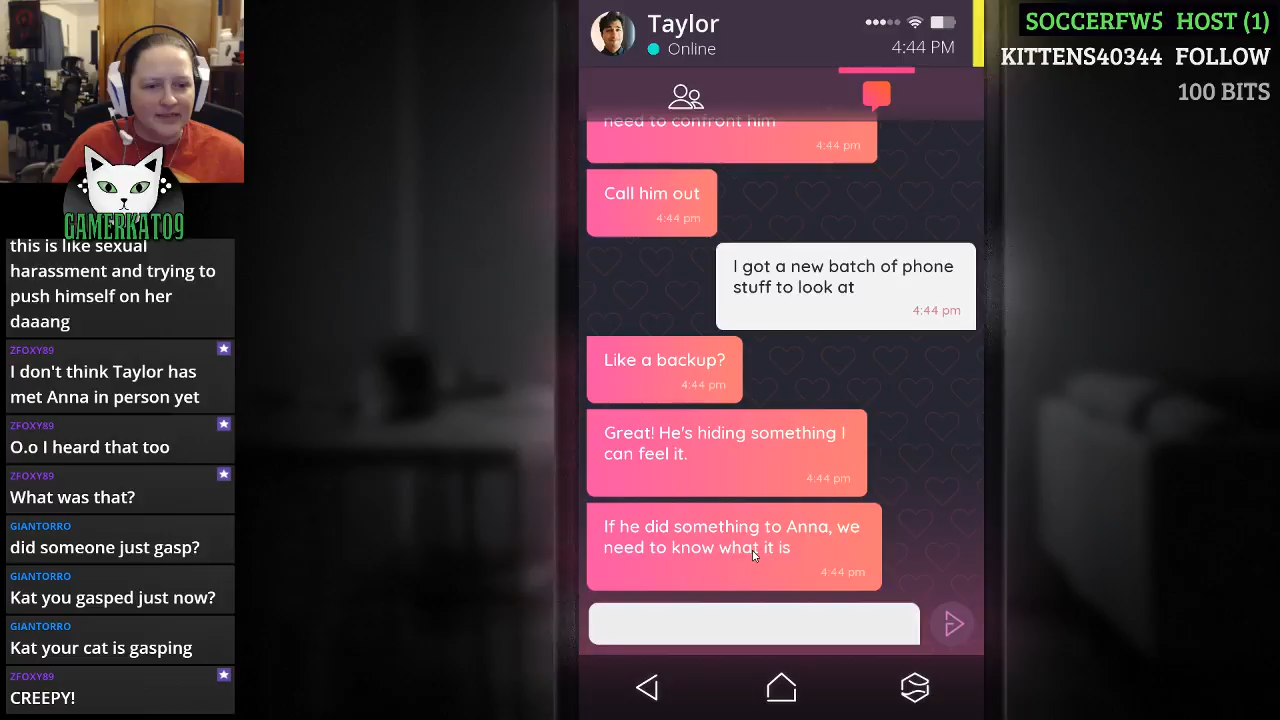 SOCCERFW5 HOST (1)
KITTENS40344 FOLLOW
100 BITS
Taylor
Online
4:44 PM
need to confront him
4:44 pm
Call him out
4:44 pm
I got a new batch of phone
stuff to look at
4:44 pm
Like a backup?
4:44 pm
Great! He's hiding something I
can feel it.
4:44 pm
If he did something to Anna, we
need to know what it is
4:44 pm
GAMERKAT09
this is like sexual
harassment and trying to
push himself on her
daaang
ZFOXY89
I don't think Taylor has
met Anna in person yet
ZFOXY89
O.o I heard that too
ZFOXY89
What was that?
GIANTORRO
did someone just gasp?
GIANTORRO
Kat you gasped just now?
GIANTORRO
Kat your cat is gasping
ZFOXY89
CREEPY!